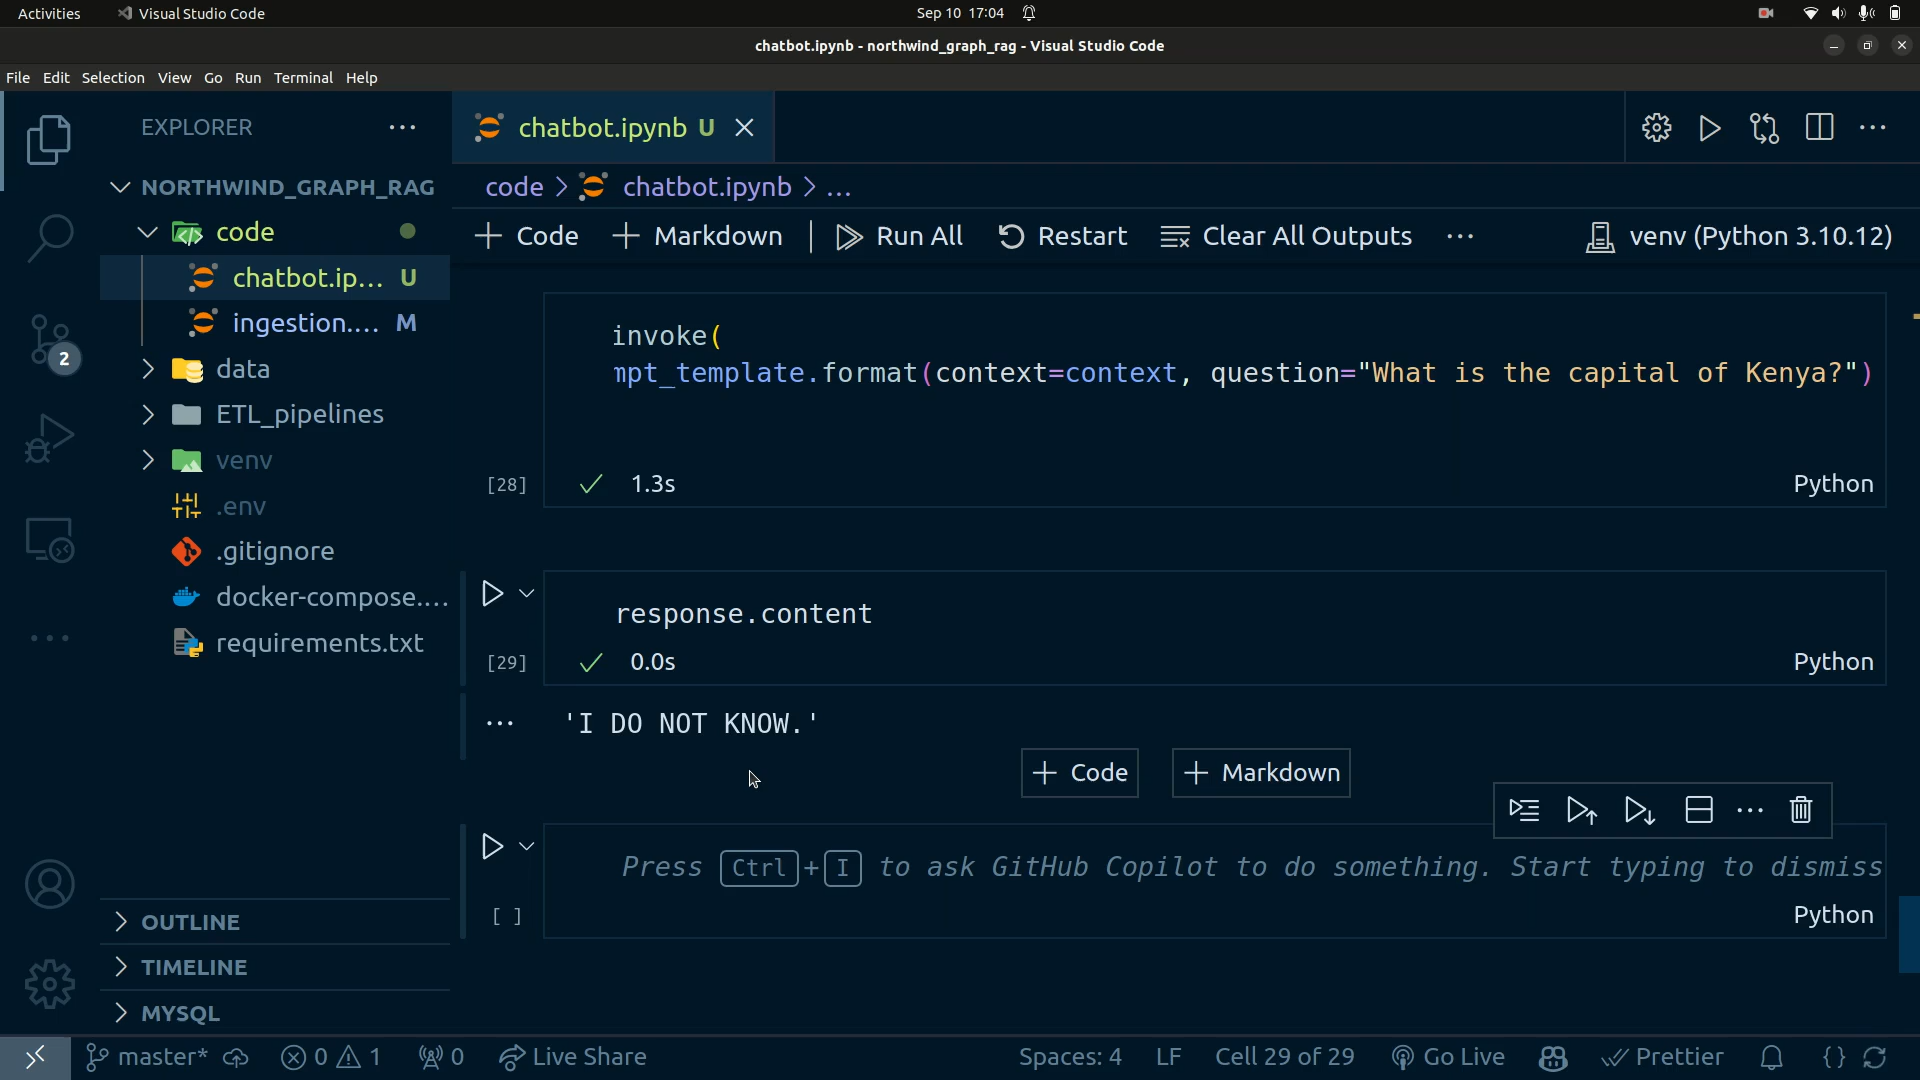 Activities
Visual Studio Code
Sep 10 17:04
chatbot.ipynb - northwind_graph_rag - Visual Studio Code
File Edit Selection View Go Run Terminal Help
EXPLORER
NORTHWIND_GRAPH_RAG
code
chatbot.ip... U
ingestion.... M
data
ETL_pipelines
venv
.env
.gitignore
docker-compose....
requirements.txt
2
OUTLINE
TIMELINE
MYSQL
chatbot.ipynb U
code > chatbot.ipynb > ...
Code
Markdown
Run All
Restart
Clear All Outputs
venv (Python 3.10.12)
invoke(
mpt_template.format(context=context, question="What is the capital of Kenya?")
[28]
1.3s
Python
response.content
[29]
0.0s
Python
'I DO NOT KNOW.'
Code
Markdown
Press Ctrl + I to ask GitHub Copilot to do something. Start typing to dismiss
[ ]
Python
master*
0
1
0
Live Share
Spaces: 4
LF
Cell 29 of 29
Go Live
Prettier
{}